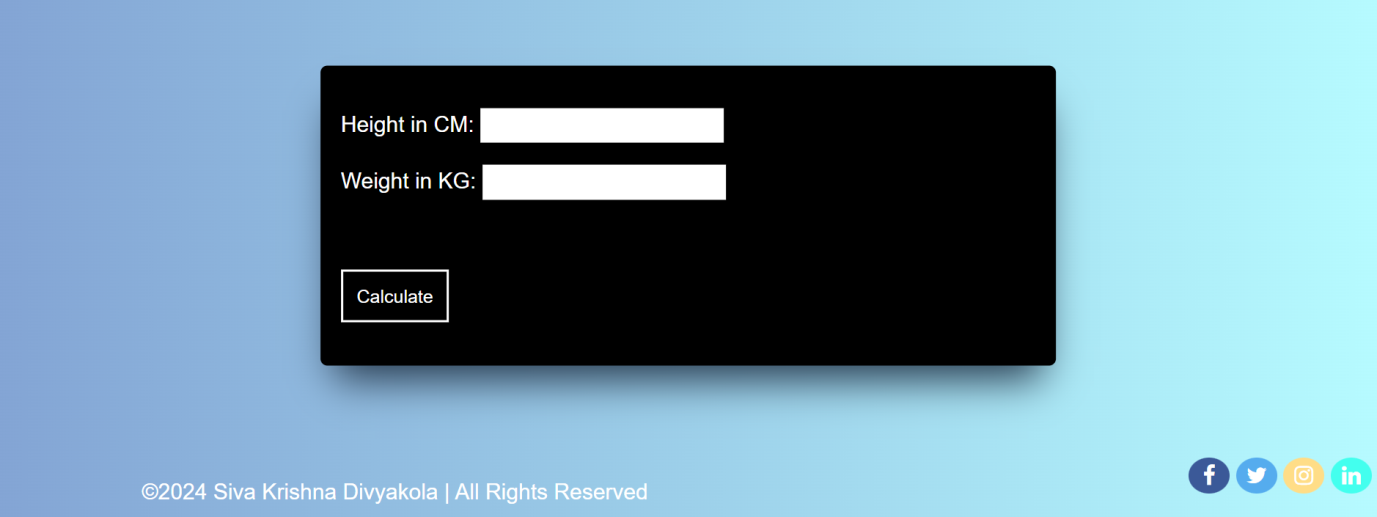 Height in CM:
Weight in KG:
Calculate
©2024 Siva Krishna Divyakola | All Rights Reserved